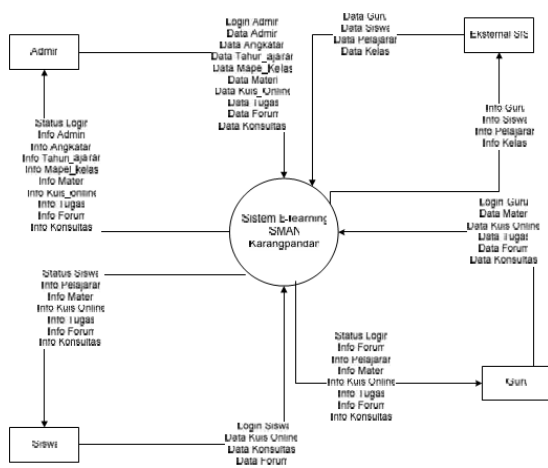 Admin
Login Admin
Data Admin
Data Angkatan
Data Tahun_ajaran
Data Mapel_Kelas
Data Materi
Data Kuis_Online
Data Tugas
Data Forum
Data Konsultasi
Data Guru
Data Siswa
Data Pelajaran
Data Kelas
Eksternal SIS
Status Login
Info Admin
Info Angkatan
Info Tahun_ajaran
Info Mapel_kelas
Info Materi
Info Kuis_online
Info Tugas
Info Forum
Info Konsultasi
Info Guru
Info Siswa
Info Pelajaran
Info Kelas
Sistem E-learning
SMAN
Karangpandan
Login Guru
Data Materi
Data Kuis Online
Data Tugas
Data Forum
Data Konsultasi
Status Siswa
Info Pelajaran
Info Materi
Info Kuis Online
Info Tugas
Info Forum
Info Konsultasi
Status Login
Info Forum
Info Pelajaran
Info Materi
Info Kuis Online
Info Tugas
Info Forum
Info Konsultasi
Guru
Siswa
Login Siswa
Data Kuis Online
Data Konsultasi
Data Forum